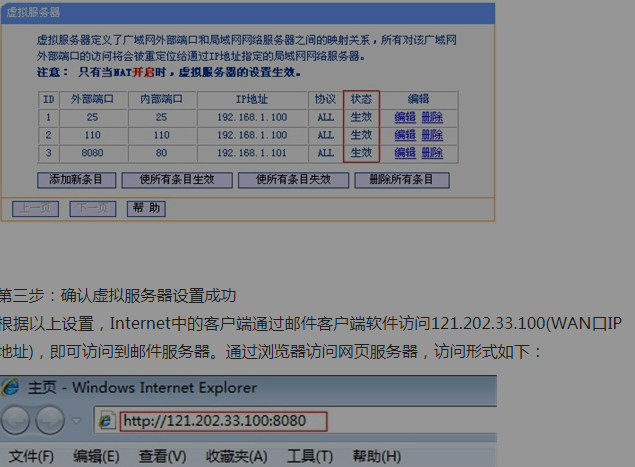 虚拟服务器
虚拟服务器定义了广域网外部端口和局域网网络服务器之间的映射关系，所有对该广域网
外部端口的访问将会被重定位给通过IP地址指定的局域网网络服务器。
注意： 只有当NAT开启时，虚拟服务器的设置生效。
ID 外部端口 内部端口 IP地址 协议 状态 编辑
1 25 25 192.168.1.100 ALL 生效 编辑 删除
2 110 110 192.168.1.100 ALL 生效 编辑 删除
3 8080 80 192.168.1.101 ALL 生效 编辑 删除
添加新条目 使所有条目生效 使所有条目失效 删除所有条目
上一页 下一页 帮 助
第三步：确认虚拟服务器设置成功
根据以上设置，Internet中的客户端通过邮件客户端软件访问121.202.33.100(WAN口IP
地址)，即可访问到邮件服务器。通过浏览器访问网页服务器，访问形式如下：
主页 - Windows Internet Explorer
http://121.202.33.100:8080
文件(F) 编辑(E) 查看(V) 收藏夹(A) 工具(T) 帮助(H)